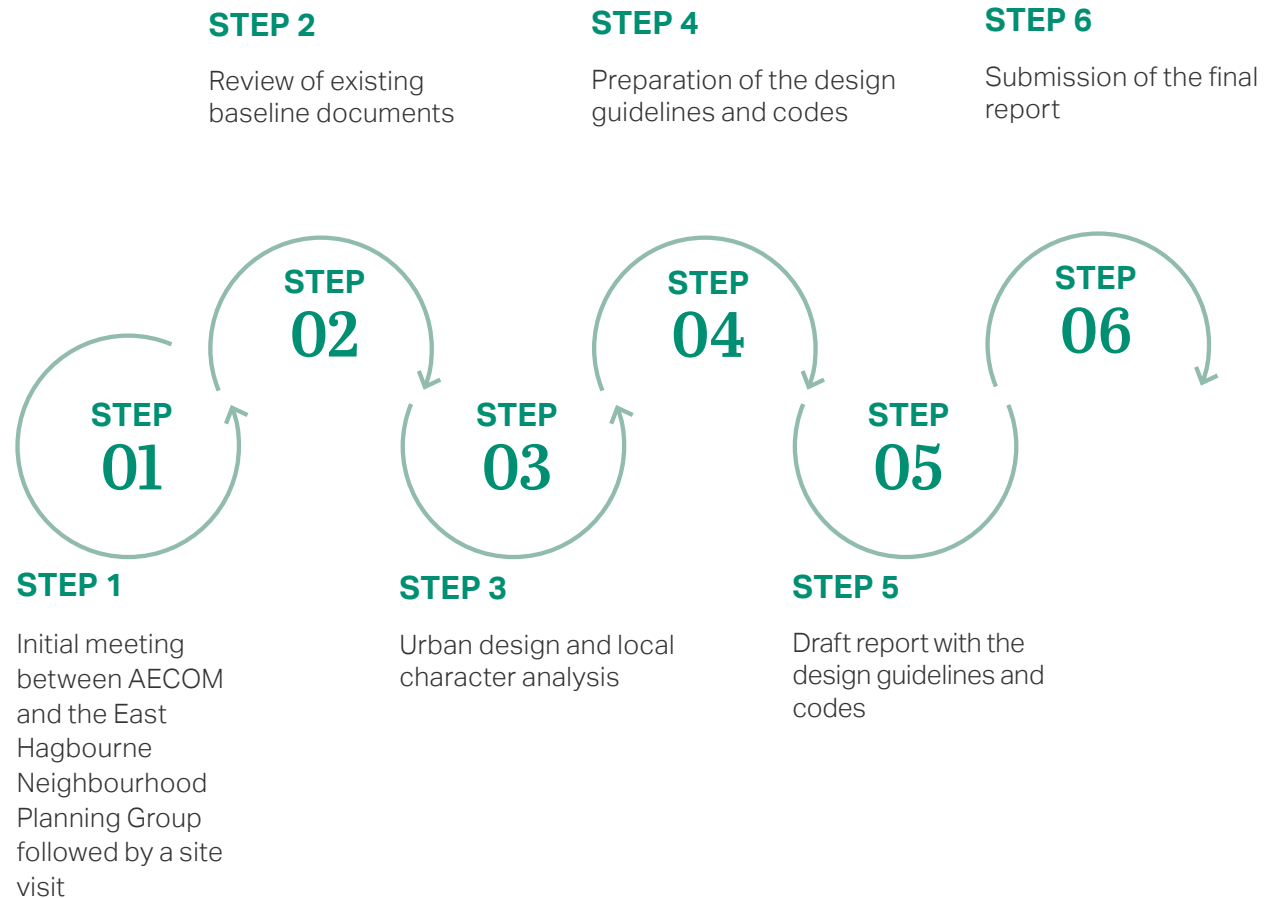 STEP 2
Review of existing
baseline documents
STEP 4
Preparation of the design
guidelines and codes
STEP 6
Submission of the final
report
STEP
01
STEP
02
STEP
03
STEP
04
STEP
05
STEP
06
STEP 1
Initial meeting
between AECOM
and the East
Hagbourne
Neighbourhood
Planning Group
followed by a site
visit
STEP 3
Urban design and local
character analysis
STEP 5
Draft report with the
design guidelines and
codes